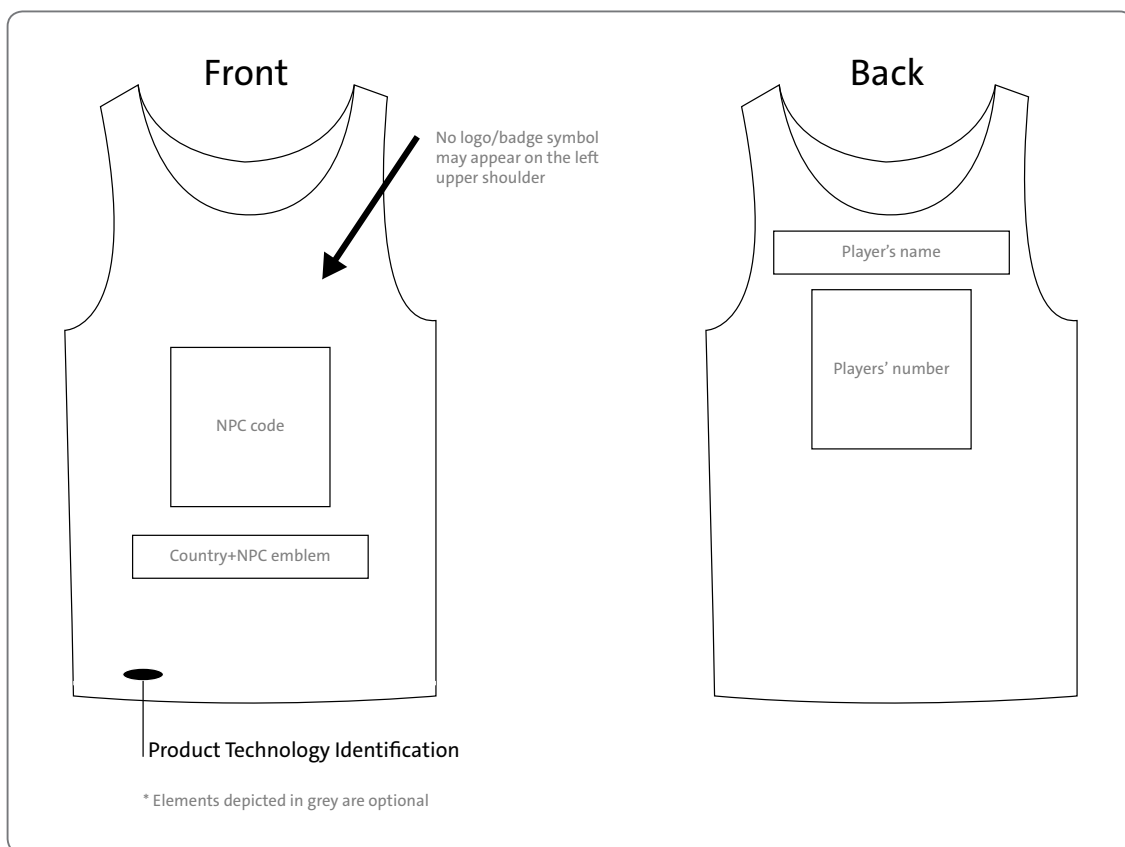 Front
Back
No logo/badge symbol
may appear on the left
upper shoulder
Player's name
Players’ number
NPC code
Country+NPC emblem
Product Technology Identification
* Elements depicted in grey are optional